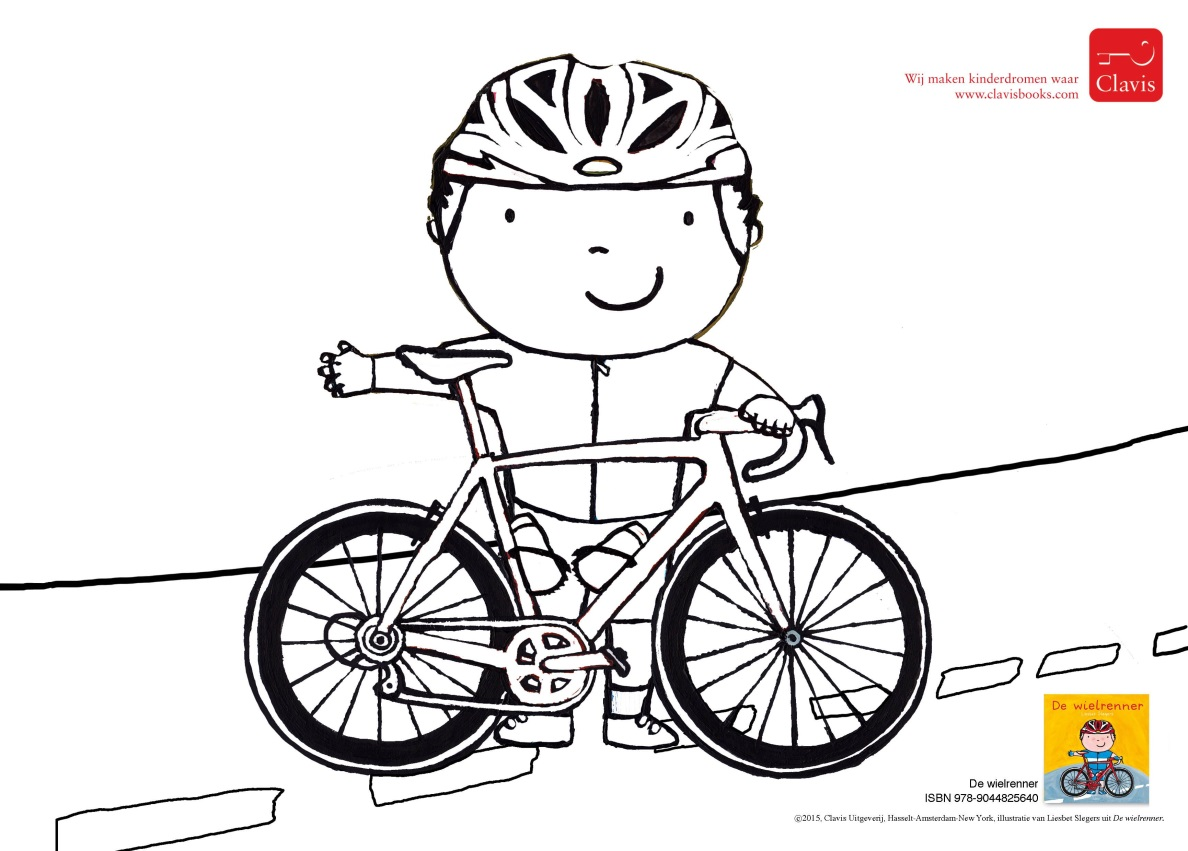 Wij maken kinderdromen waar
www.clavisbooks.com
Clavis
De wielrenner
De wielrenner
ISBN 978-9044825640
©2015, Clavis Uitgeverij, Hasselt-Amsterdam-New York, illustratie van Liesbet Slegers uit De wielrenner.